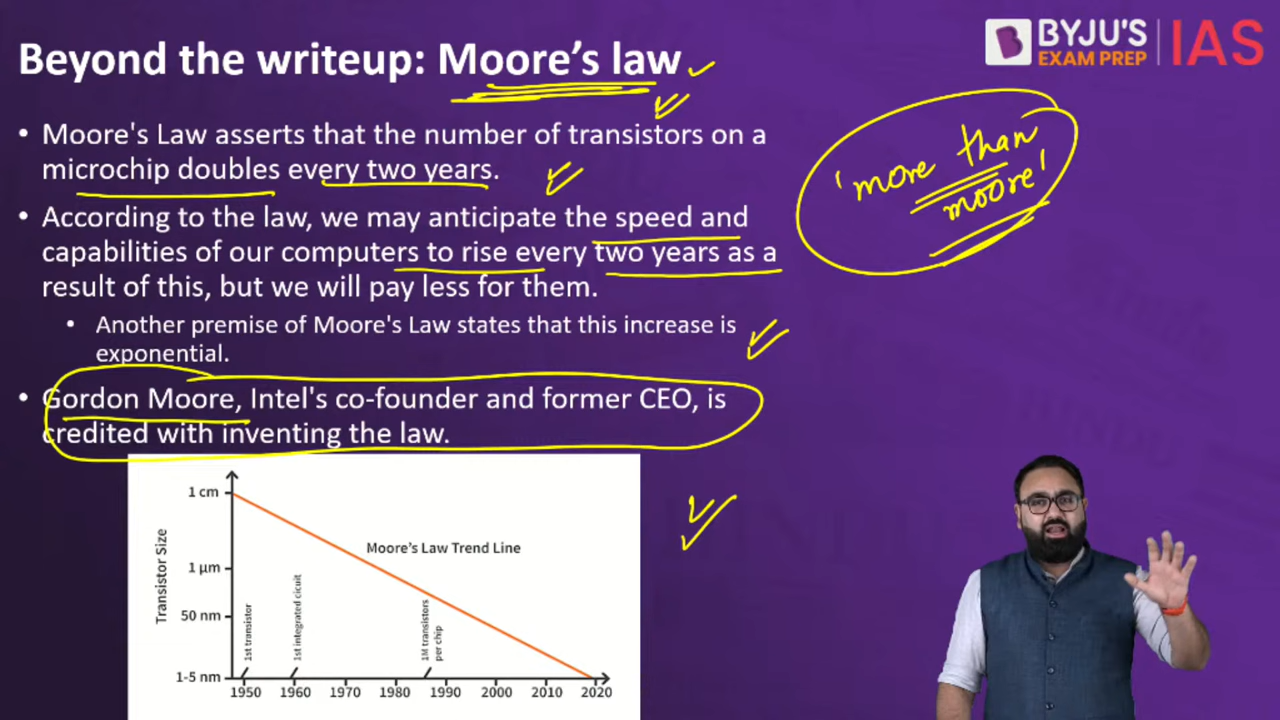 Beyond the writeup: Moore's law
BYJU'S
EXAM PREP
IAS
• Moore's Law asserts that the number of transistors on a
microchip doubles every two years.
'more than
moore'
• According to the law, we may anticipate the speed and
capabilities of our computers to rise every two years as a
result of this, but we will pay less for them.
• Another premise of Moore's Law states that this increase is
exponential.
• Gordon Moore, Intel's co-founder and former CEO, is
credited with inventing the law.
Transistor Size
1 cm
1 µm
50 nm
1-5 nm
Moore's Law Trend Line
1st transistor
1st integrated cicuit
1M transistors
per chip
1950 1960 1970 1980 1990 2000 2010 2020